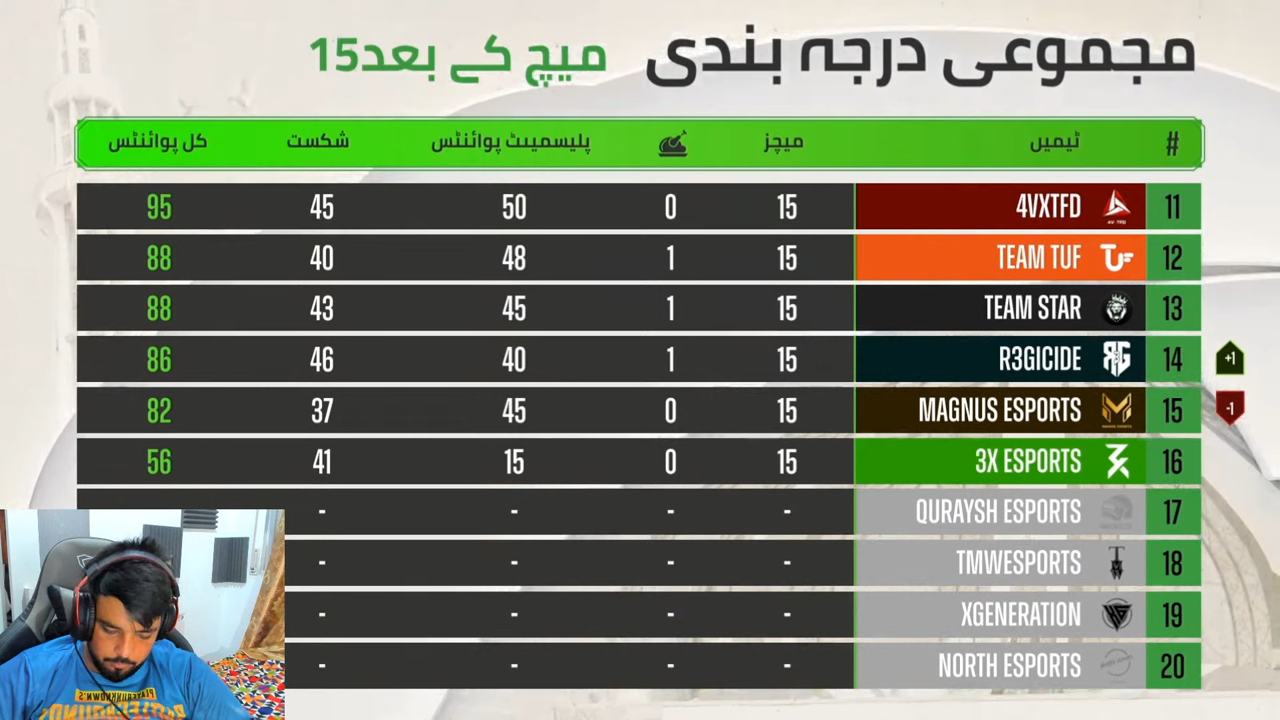 مجموعی درجہ بندی میچ کے بعد15
# ٹیمیں میچز پلیسمیںٹ پوائنٹس شکست کل پوائنٹس
11 4VXTFD 15 0 50 45 95
12 TEAM TUF 15 1 48 40 88
13 TEAM STAR 15 1 45 43 88
14 R3GICIDE 15 1 40 46 86
+1
15 MAGNUS ESPORTS 15 0 45 37 82
-1
16 3X ESPORTS 15 0 15 41 56
17 QURAYSH ESPORTS - - - -
18 TMWESPORTS - - - -
19 XGENERATION - - - -
20 NORTH ESPORTS - - - -
PLAYERUNKNOWN'S